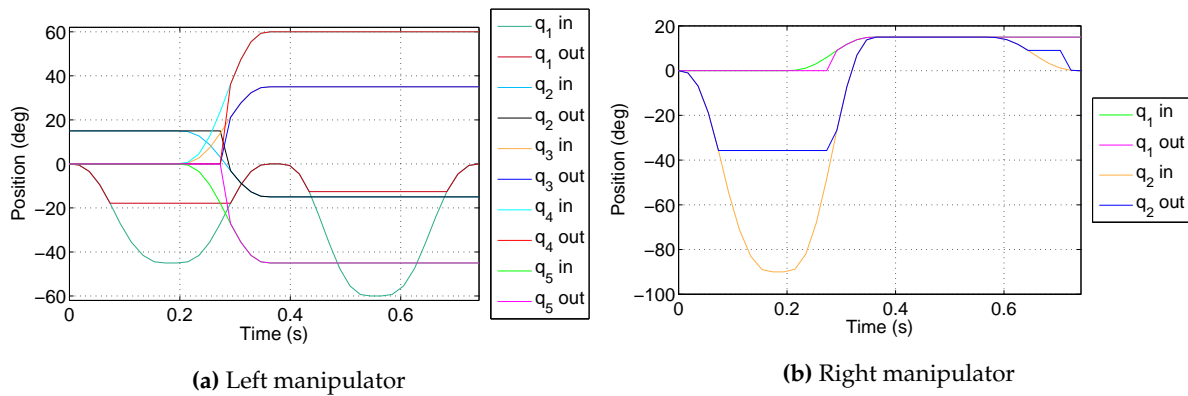 60
40
20
0
−20
−40
−60
Position (deg)
0
0.2
0.4
0.6
Time (s)
q1 in
q1 out
q2 in
q2 out
q3 in
q3 out
q4 in
q4 out
q5 in
q5 out
(a) Left manipulator
20
0
−20
−40
−60
−80
−100
Position (deg)
0
0.2
0.4
0.6
Time (s)
q1 in
q1 out
q2 in
q2 out
(b) Right manipulator